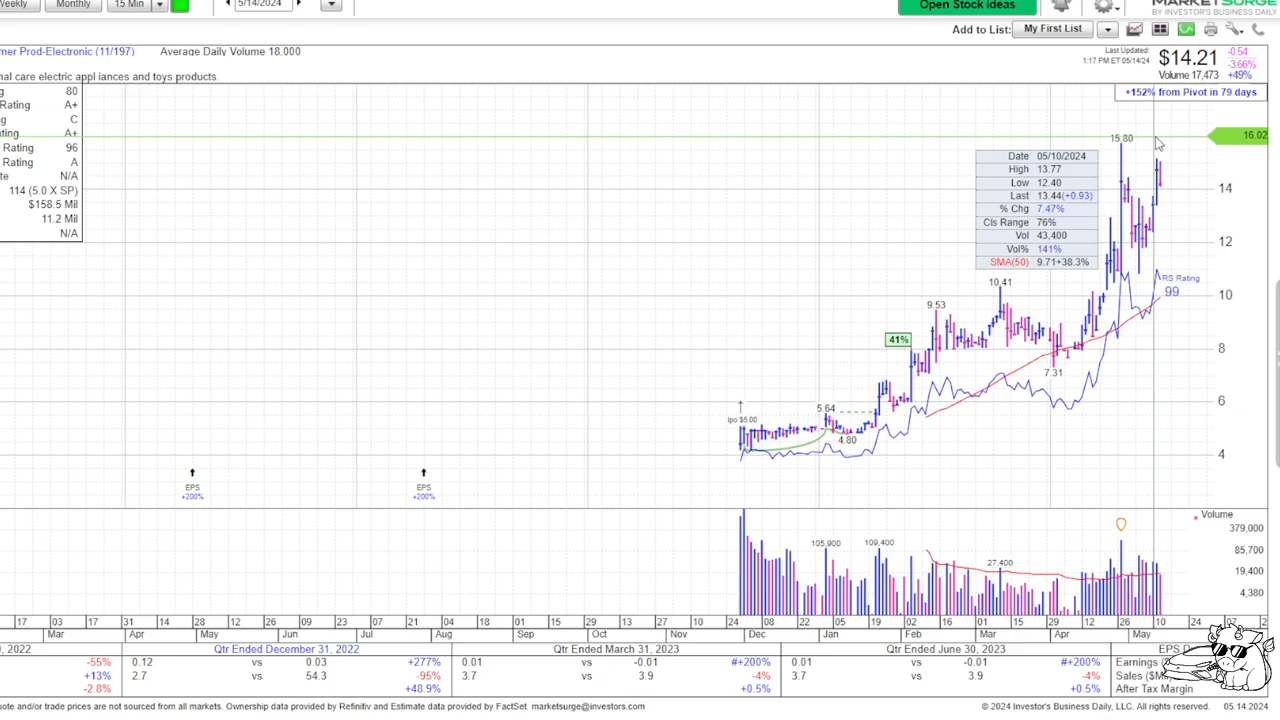 Weekly Monthly 15 Min 5/14/2024 Open Stock Ideas MARKETSURGE
BY INVESTOR'S BUSINESS DAILY
Add to List: My First List
mer Prod-Electronic (11/197) Average Daily Volume 18.000
Last Updated:
1:17 PM ET 05/14/24
$14.21
Volume 17,473
-0.54
-3.66%
+49%
nal care electric appl iances and toys products.
+152% from Pivot in 79 days
g 80
Rating A+
g C
ating A+
Rating 96
Rating A
te N/A
114 (5.0 X SP)
$158.5 Mil
11.2 Mil
N/A
16.02
15.80
Date 05/10/2024
High 13.77
Low 12.40
Last 13.44(+0.93)
% Chg 7.47%
Cls Range 76%
Vol 43,400
Vol% 141%
SMA(50) 9.71+38.3%
14
12
10
8
6
4
RS Rating
99
10.41
9.53
41%
7.31
5.64
4.80
Ipo $5.00
EPS
+200%
EPS
+200%
Volume
379,000
85,700
19,400
4,380
105,900
109,400
27,400
17 03 17 31 14 28 12 26 09 23 07 21 04 18 01 15 29 13 27 10 24 08 22 05 19 02 16 01 15 29 12 26 10 24
Mar Apr May Jun Jul Aug Sep Oct Nov Dec Jan Feb Mar Apr May
, 2022 Qtr Ended December 31, 2022 Qtr Ended March 31, 2023 Qtr Ended June 30, 2023 EPS D
-55% 0.12 vs 0.03 +277% 0.01 vs -0.01 #+200% 0.01 vs -0.01 #+200% Earnings (
+13% 2.7 vs 54.3 -95% 3.7 vs 3.9 -4% 3.7 vs 3.9 -4% Sales ($M
-2.8% +48.9% +0.5% +0.5% After Tax Margin
uote and/or trade prices are not sourced from all markets. Ownership data provided by Refinitiv and Estimate data provided by FactSet. marketsurge@investors.com © 2024 Investor's Business Daily, LLC. All rights reserved. 05.14.2024